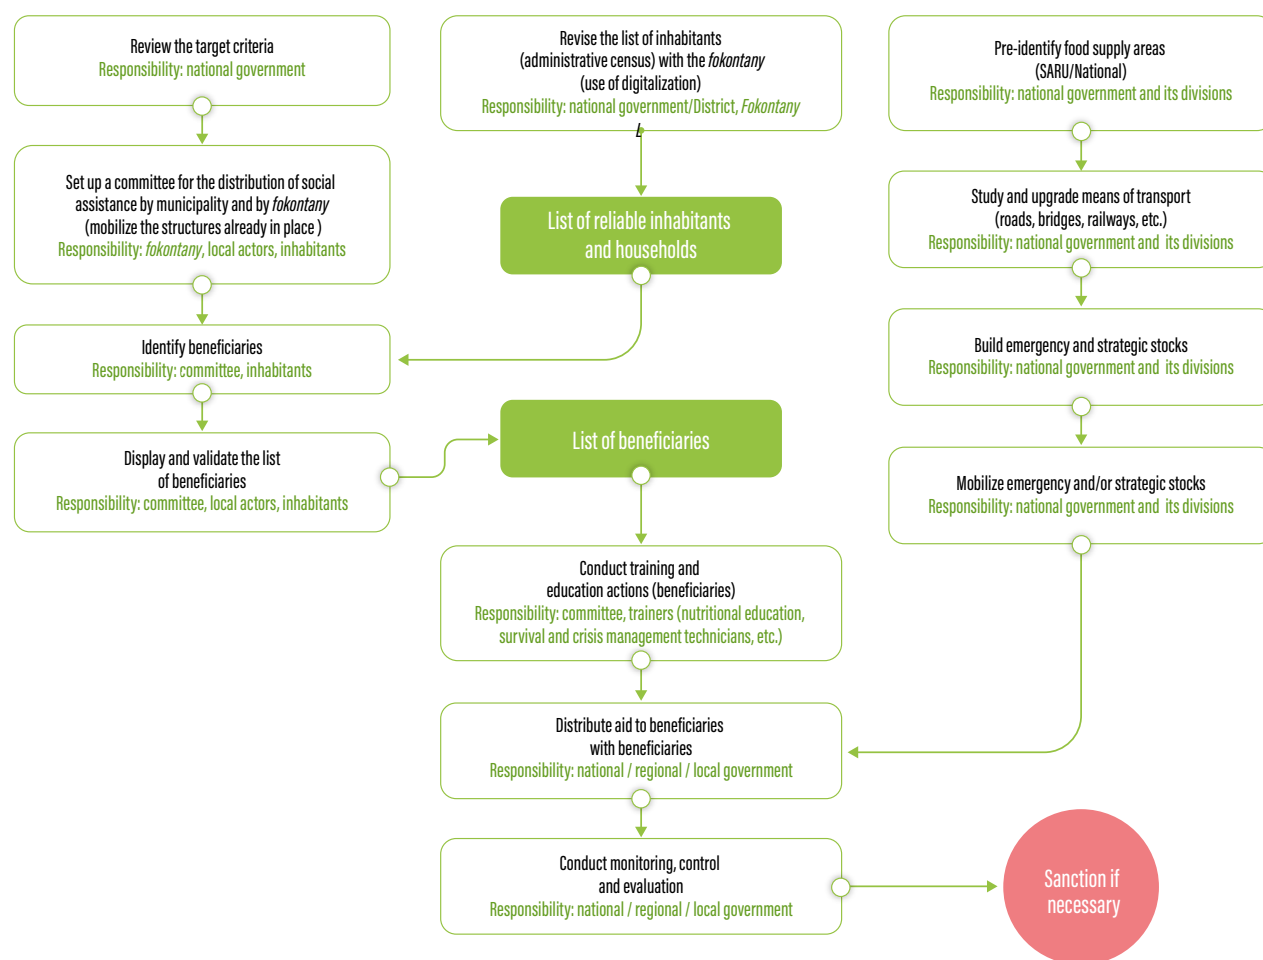 Review the target criteria
Responsibility: national government
Set up a committee for the distribution of social
assistance by municipality and by fokontany
(mobilize the structures already in place )
Responsibility: fokontany, local actors, inhabitants
Identify beneficiaries
Responsibility: committee, inhabitants
Display and validate the list
of beneficiaries
Responsibility: committee, local actors, inhabitants
Revise the list of inhabitants
(administrative census) with the fokontany
(use of digitalization)
Responsibility: national government/District, Fokontany
L
List of reliable inhabitants
and households
List of beneficiaries
Conduct training and
education actions (beneficiaries)
Responsibility: committee, trainers (nutritional education,
survival and crisis management technicians, etc.)
Distribute aid to beneficiaries
with beneficiaries
Responsibility: national / regional / local government
Conduct monitoring, control
and evaluation
Responsibility: national / regional / local government
Pre-identify food supply areas
(SARU/National)
Responsibility: national government and its divisions
Study and upgrade means of transport
(roads, bridges, railways, etc.)
Responsibility: national government and its divisions
Build emergency and strategic stocks
Responsibility: national government and its divisions
Mobilize emergency and/or strategic stocks
Responsibility: national government and its divisions
Sanction if
necessary